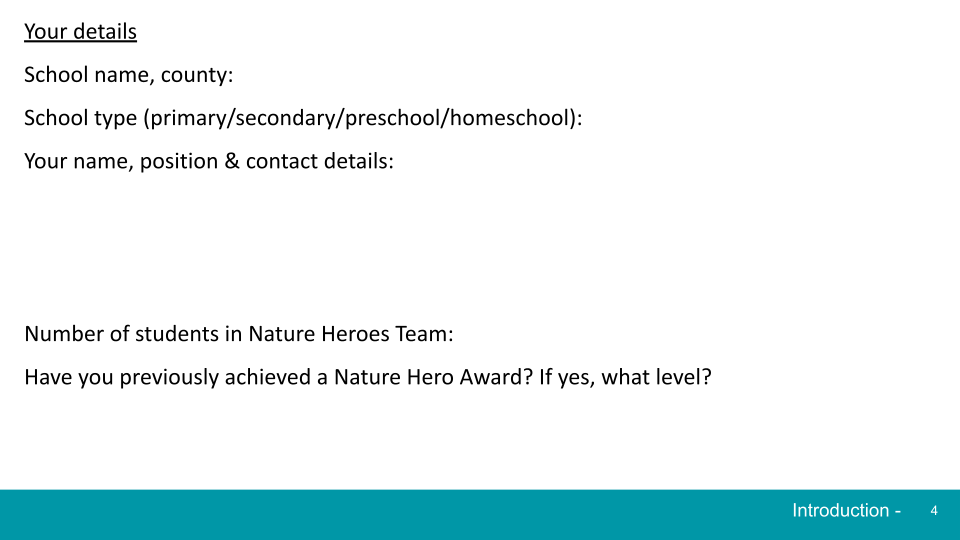 Your details
School name, county:
School type (primary/secondary/preschool/homeschool):
Your name, position & contact details:
Number of students in Nature Heroes Team:
Have you previously achieved a Nature Hero Award? If yes, what level?
Introduction - 4